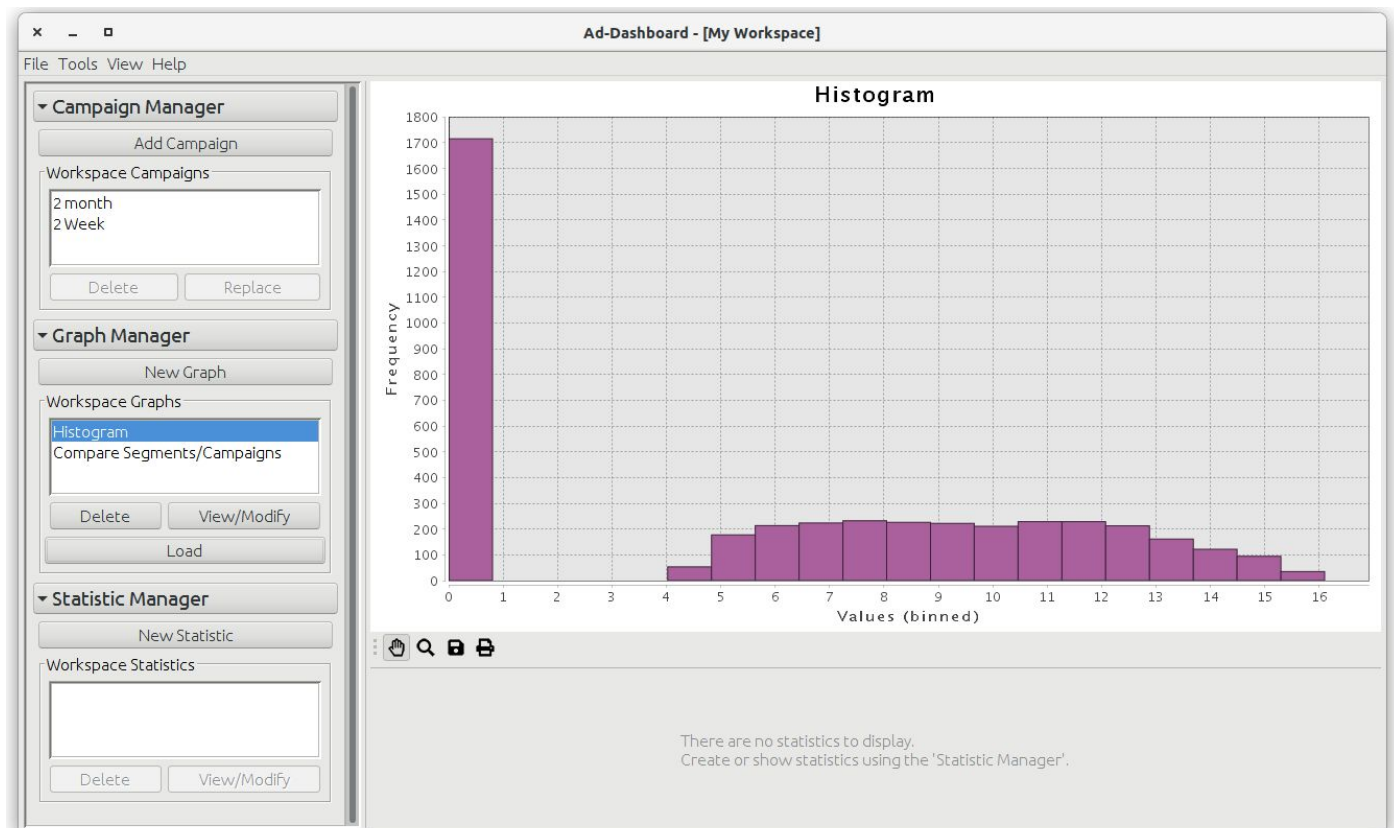 Ad-Dashboard - [My Workspace]
File Tools View Help
Campaign Manager
Add Campaign
Workspace Campaigns
2 month
2 Week
Delete Replace
Graph Manager
New Graph
Workspace Graphs
Histogram
Compare Segments/Campaigns
Delete View/Modify
Load
Statistic Manager
New Statistic
Workspace Statistics
Delete View/Modify
Histogram
Frequency
1800
1700
1600
1500
1400
1300
1200
1100
1000
900
800
700
600
500
400
300
200
100
0
0 1 2 3 4 5 6 7 8 9 10 11 12 13 14 15 16
Values (binned)
There are no statistics to display.
Create or show statistics using the 'Statistic Manager'.